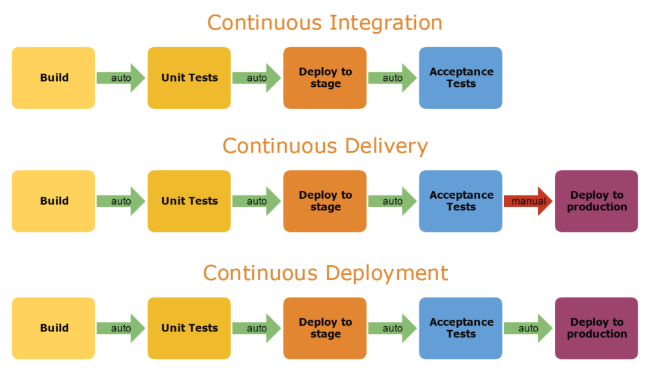 Continuous Integration
Build auto Unit Tests auto Deploy to stage auto Acceptance Tests
Continuous Delivery
Build auto Unit Tests auto Deploy to stage auto Acceptance Tests manual Deploy to production
Continuous Deployment
Build auto Unit Tests auto Deploy to stage auto Acceptance Tests auto Deploy to production